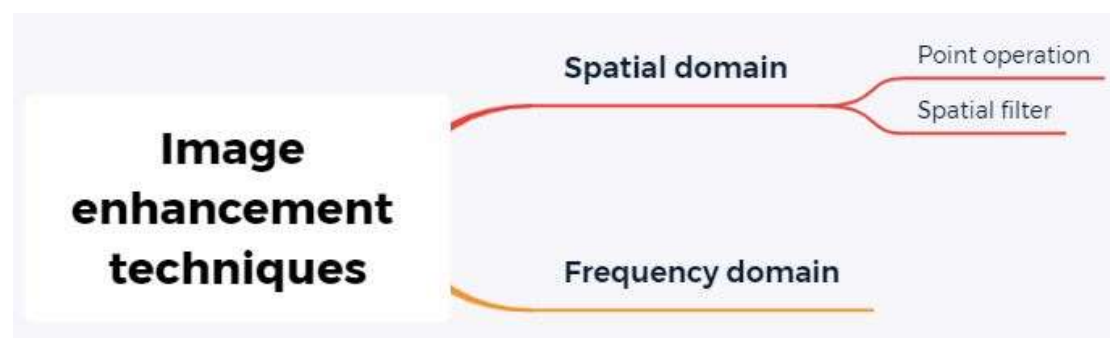 Image
enhancement
techniques
Spatial domain
Point operation
Spatial filter
Frequency domain